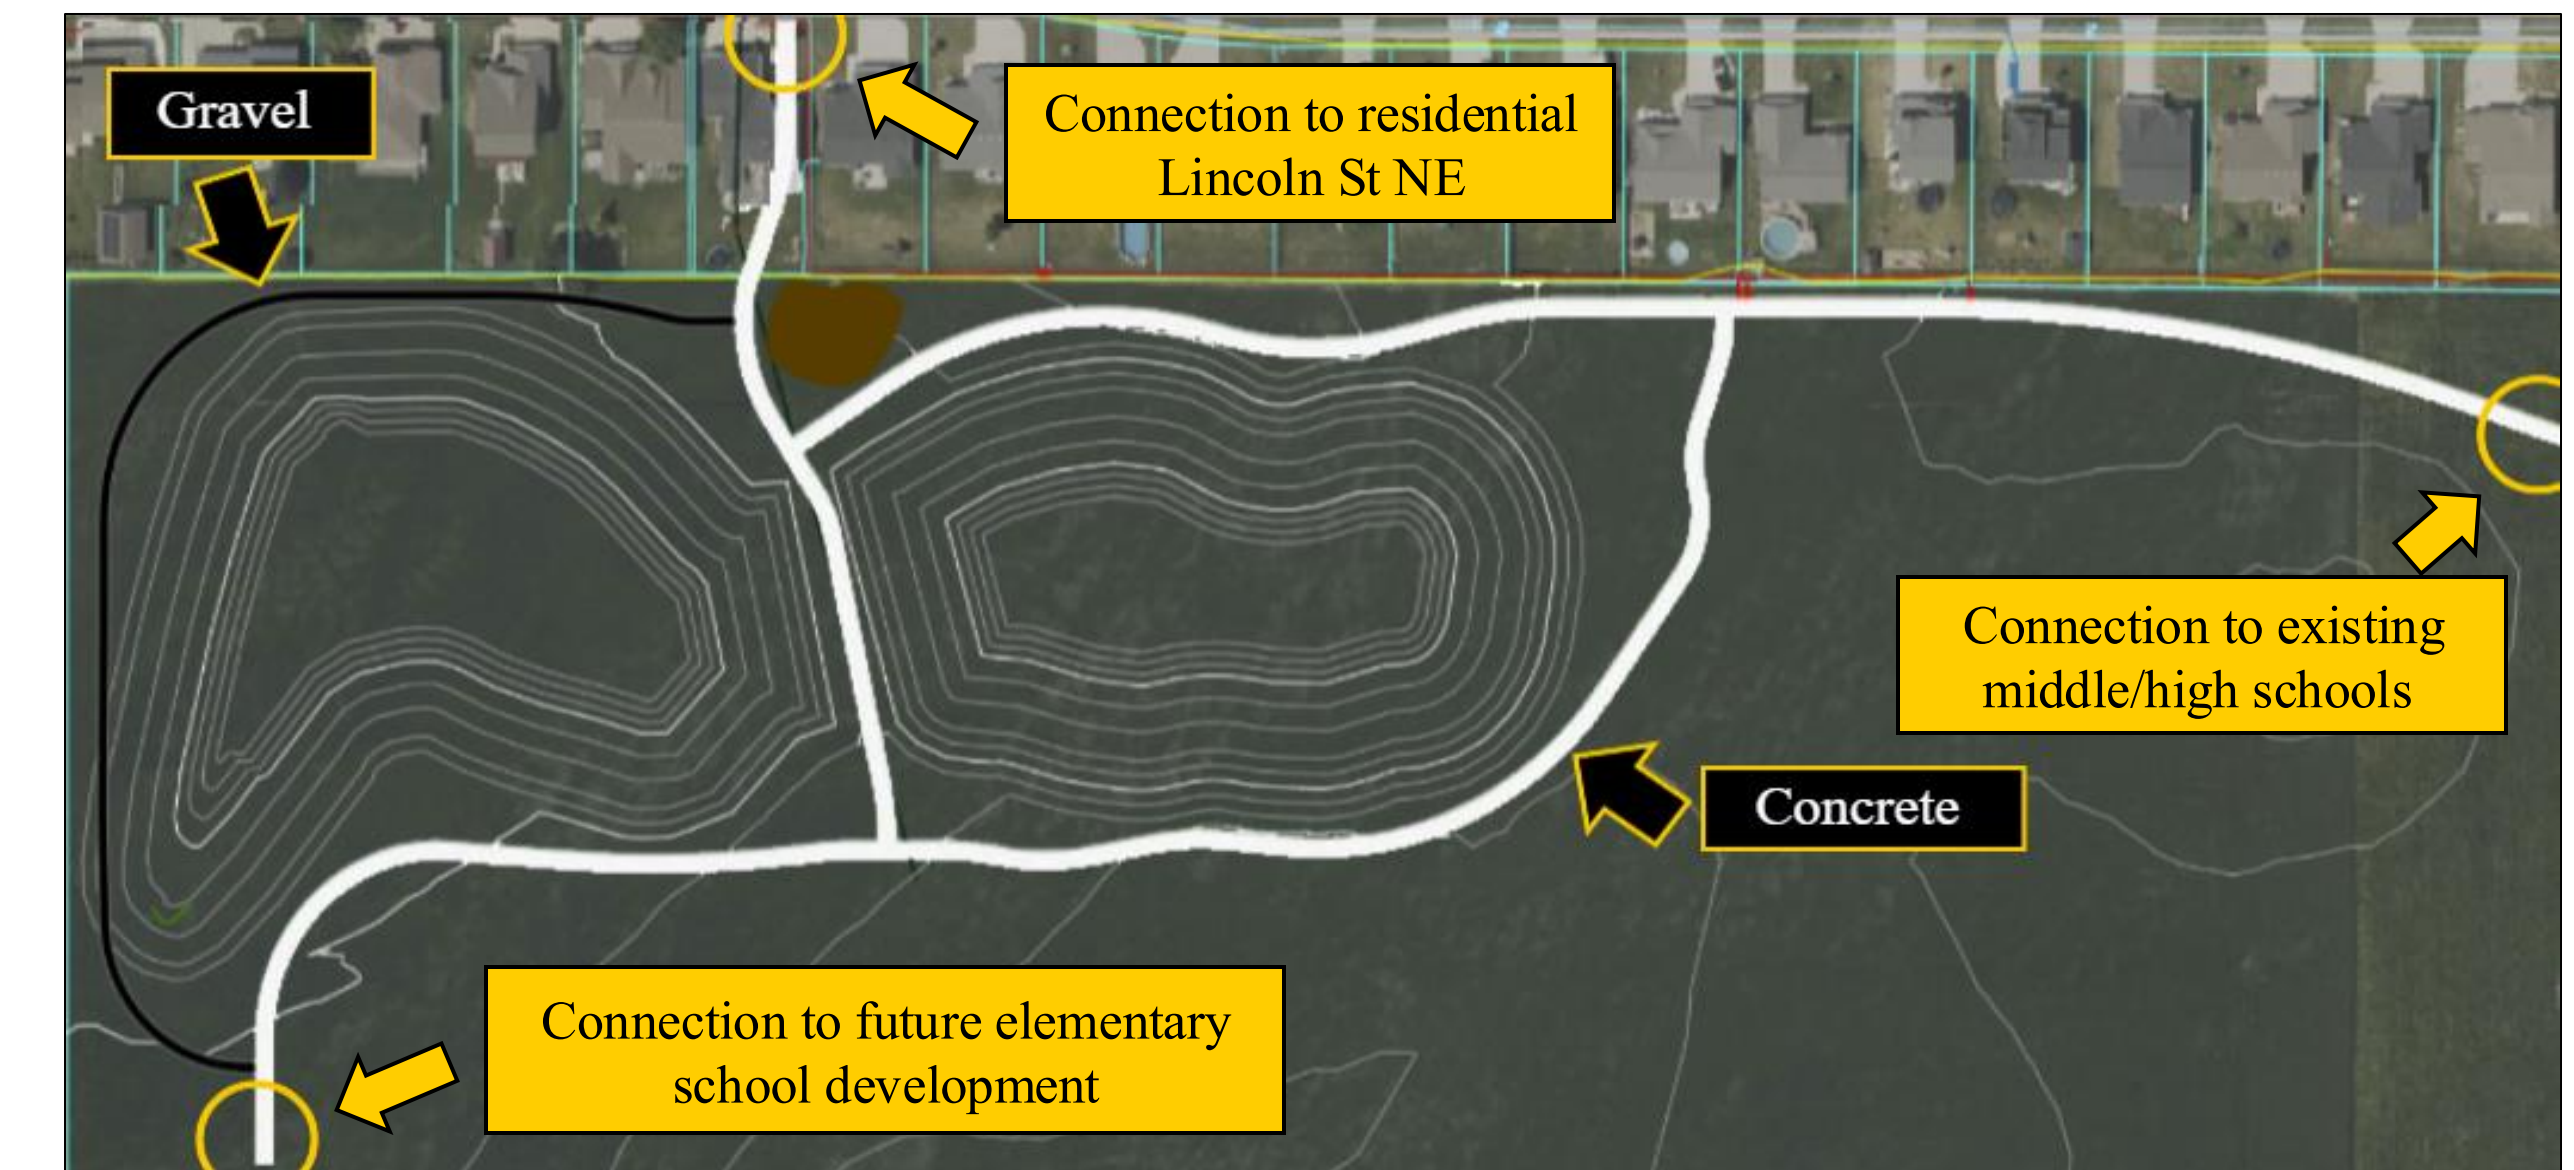 Gravel
Connection to residential
Lincoln St NE
Connection to existing
middle/high schools
Concrete
Connection to future elementary
school development